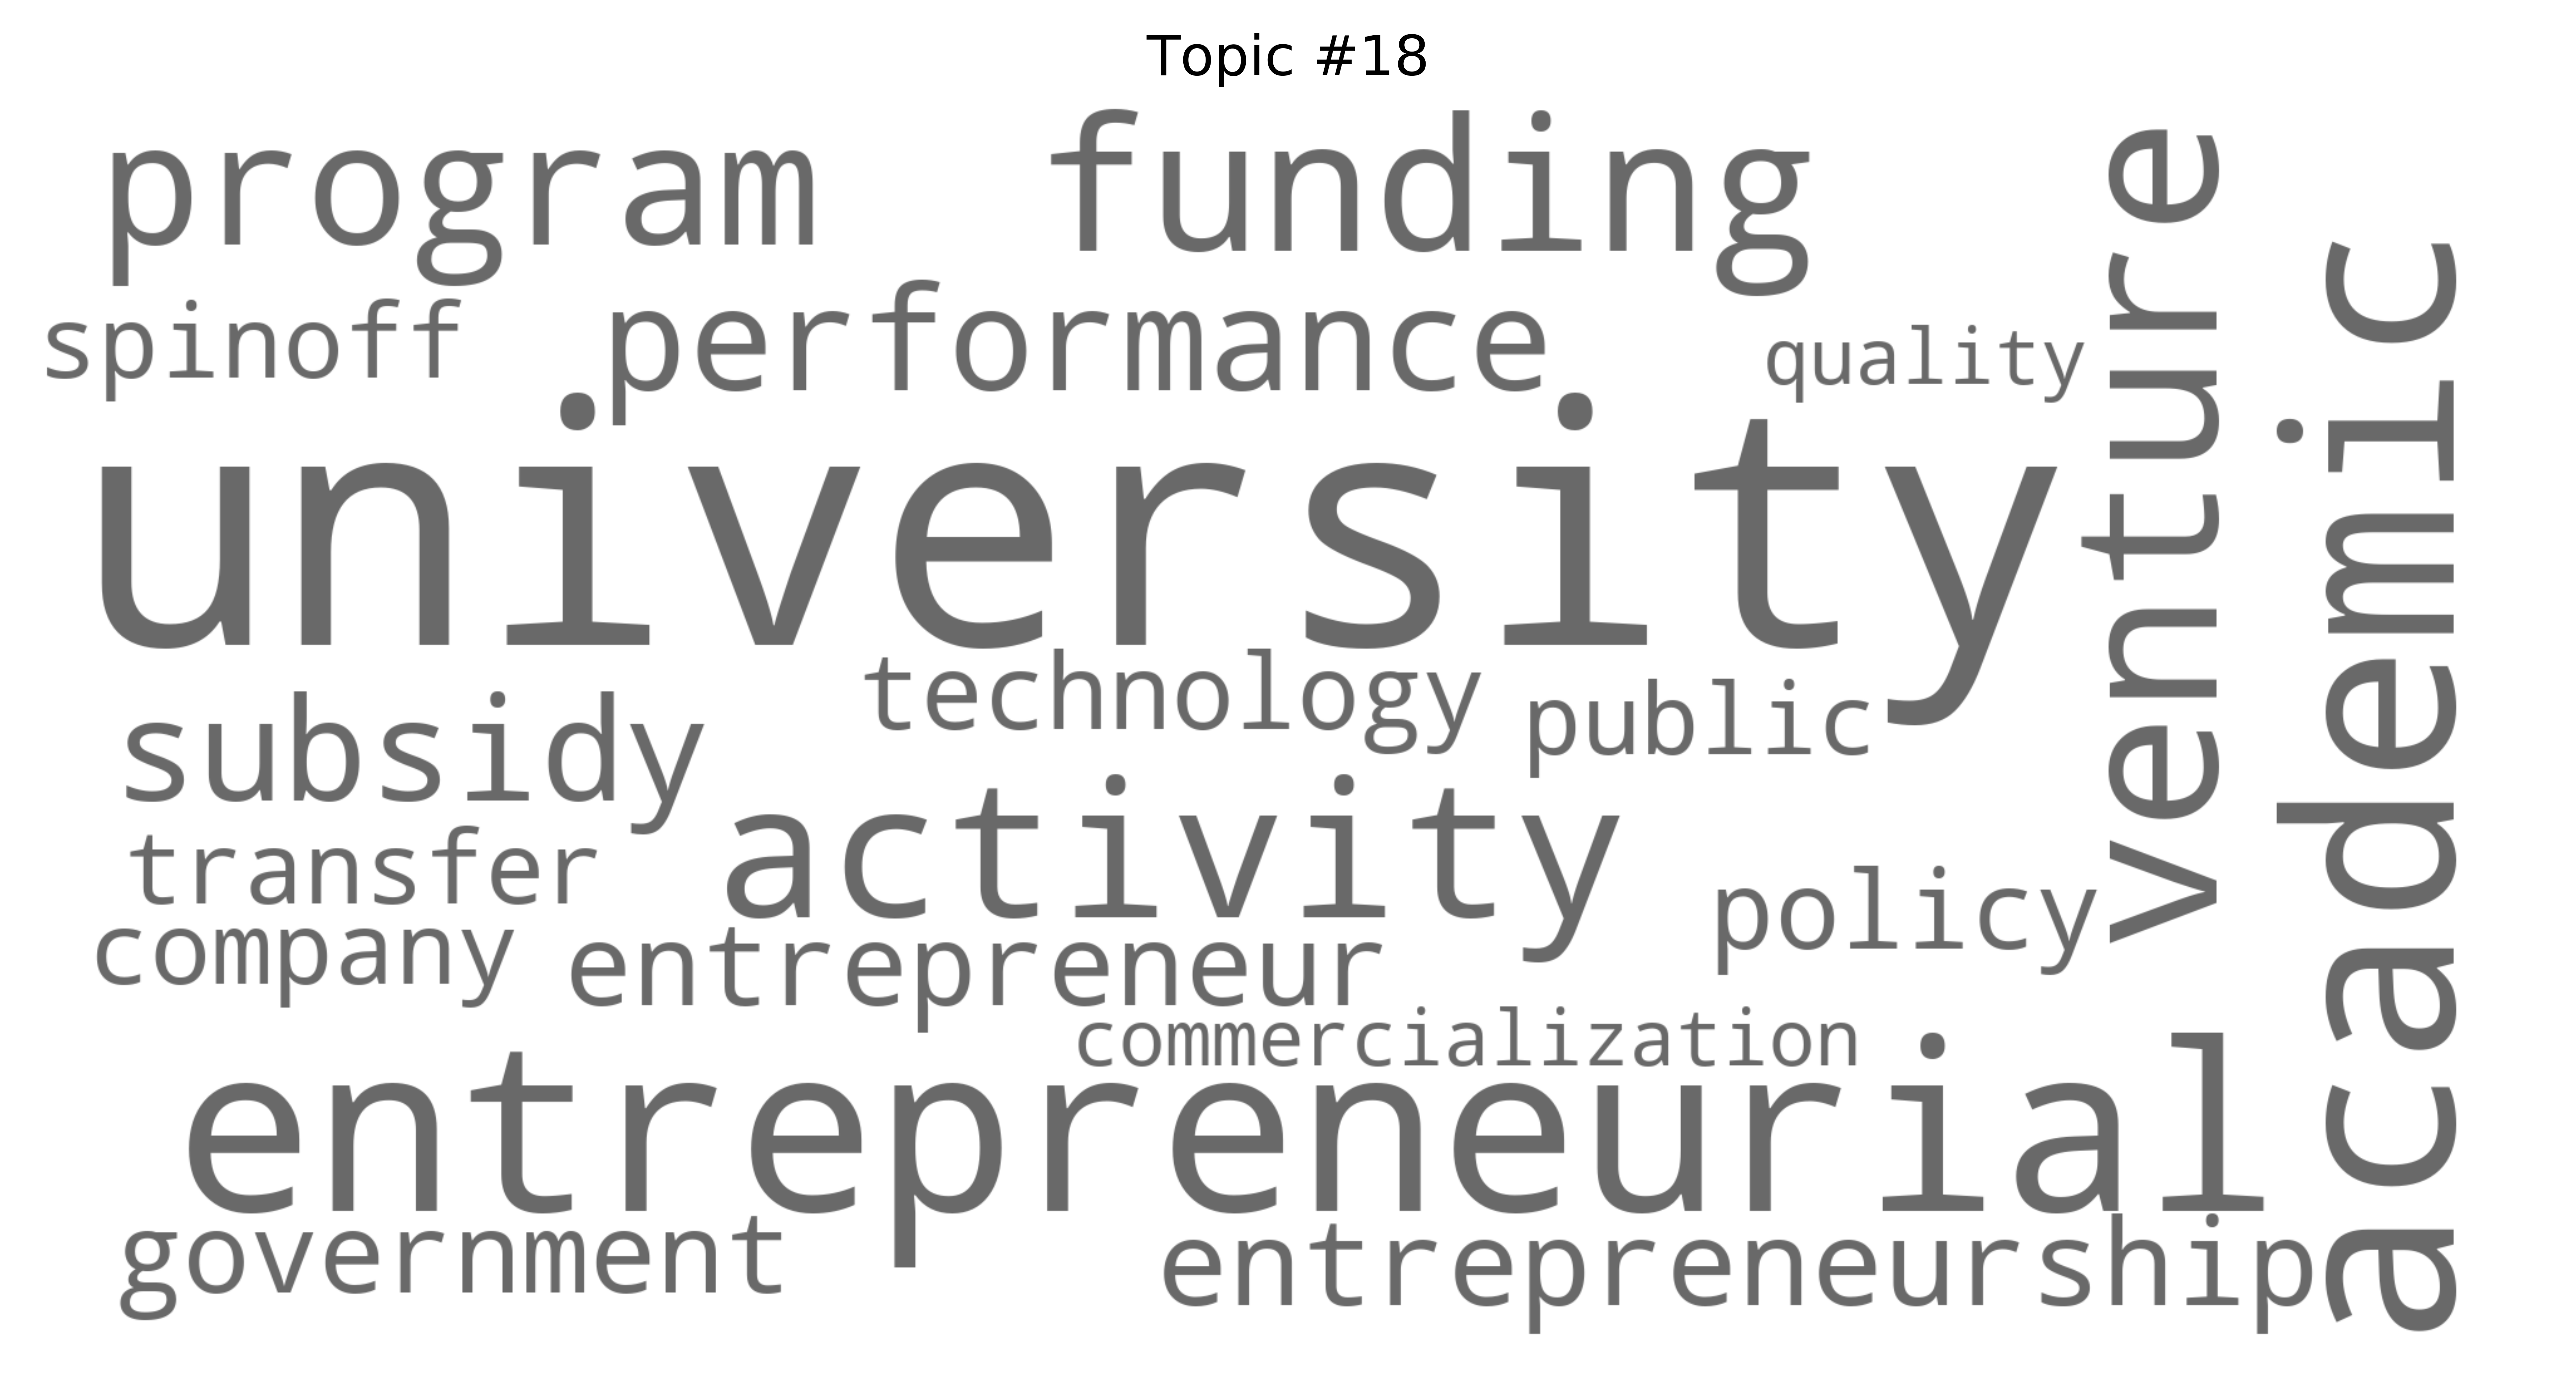 Topic #18
program
funding
venture
academic
spinoff
performance
quality
university
technology
public
subsidy
activity
transfer
policy
company
entrepreneur
commercialization
entrepreneurial
government
entrepreneurship